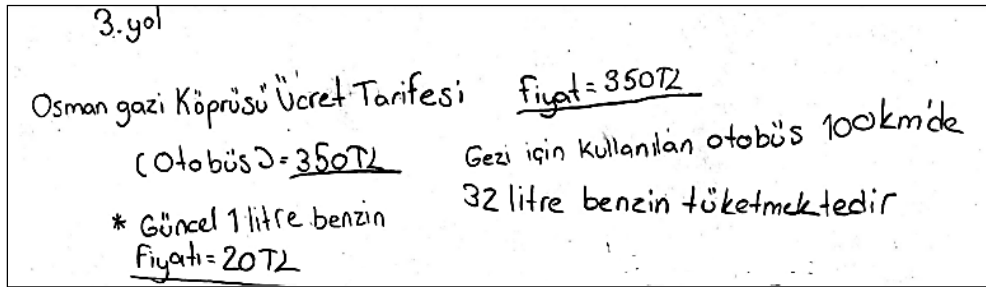 3. yol
Osman gazi Köprüsü Ücret Tarifesi
(Otobüs) = 350TL
* Güncel 1 litre benzin
fiyatı = 20TL
fiyat = 350TL
Gezi için kullanılan otobüs 100km'de
32 litre benzin tüketmektedir